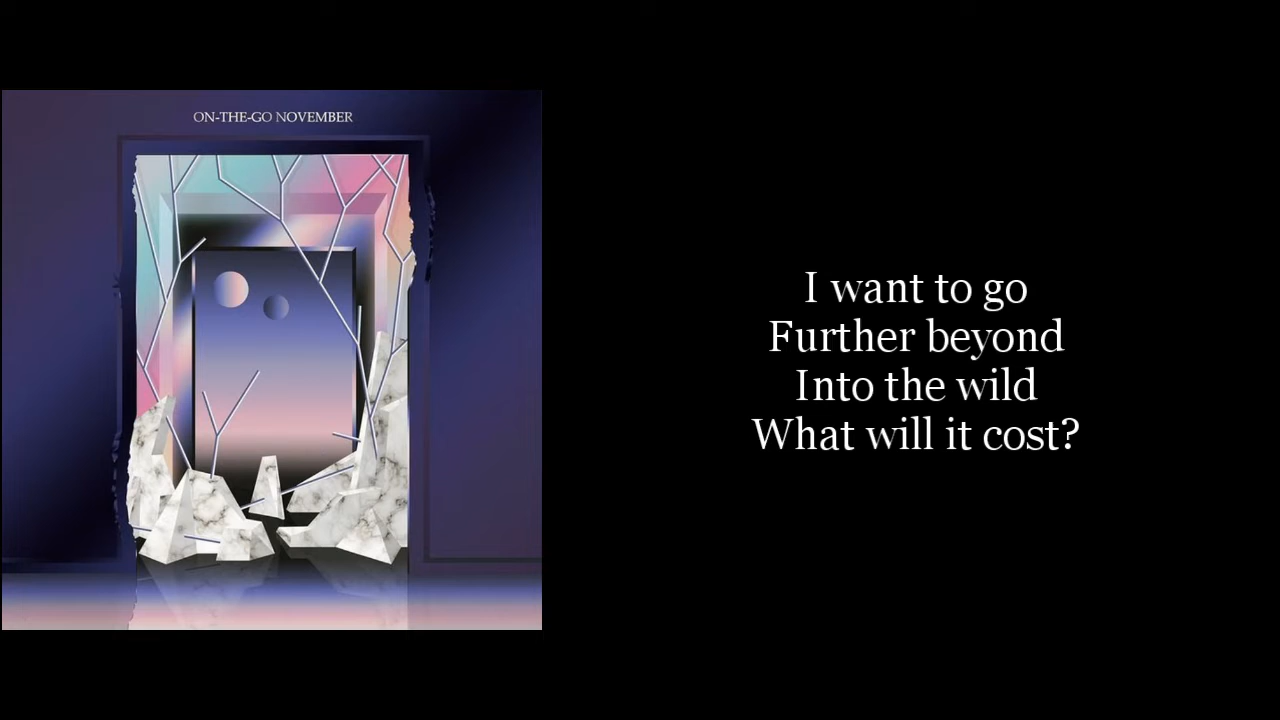 ON-THE-GO NOVEMBER
I want to go
Further beyond
Into the wild
What will it cost?